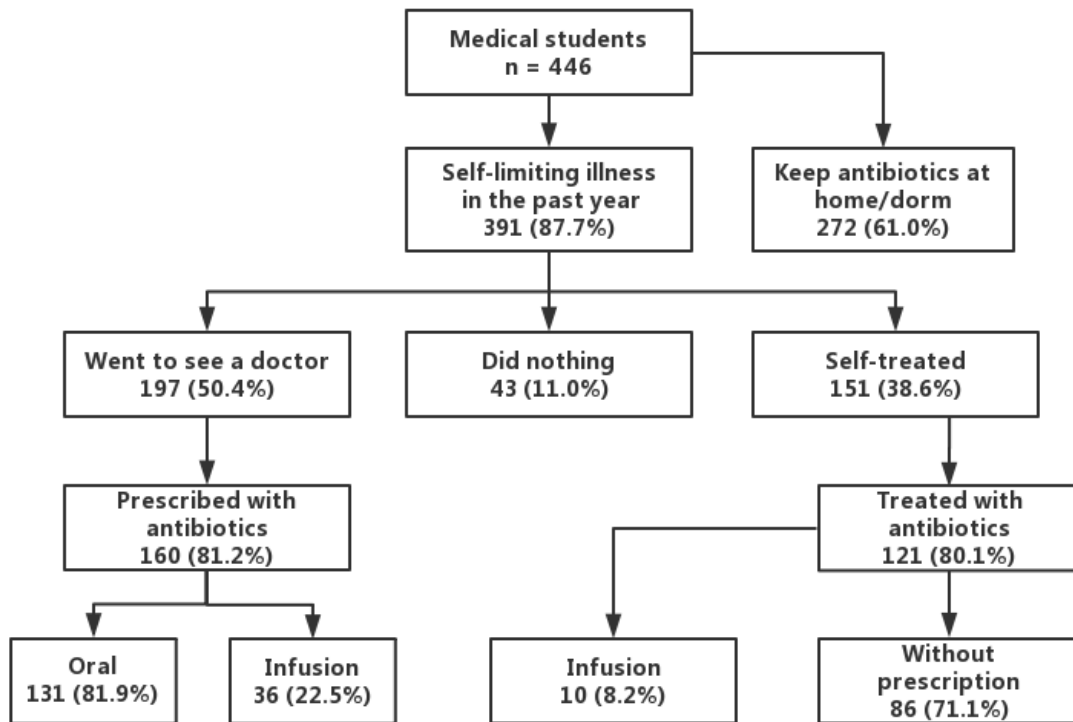 Medical students
n = 446
Self-limiting illness
in the past year
391 (87.7%)
Keep antibiotics at
home/dorm
272 (61.0%)
Went to see a doctor
197 (50.4%)
Did nothing
43 (11.0%)
Self-treated
151 (38.6%)
Prescribed with
antibiotics
160 (81.2%)
Treated with
antibiotics
121 (80.1%)
Oral
131 (81.9%)
Infusion
36 (22.5%)
Infusion
10 (8.2%)
Without
prescription
86 (71.1%)